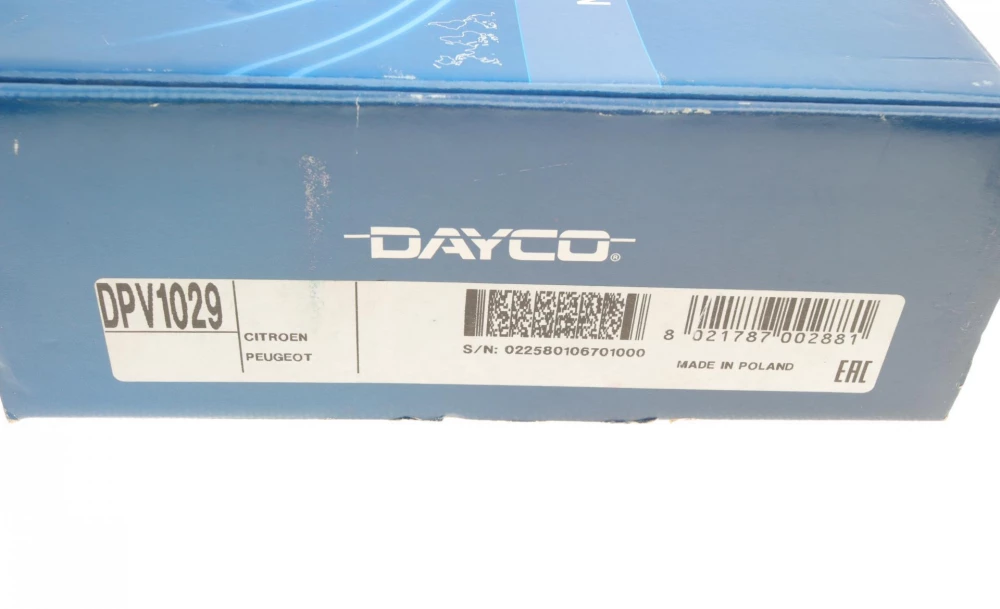 DAYCO®
DPV1029
CITROEN
PEUGEOT
S/N: 022580106701000
8 021787 002881
MADE IN POLAND
EAC